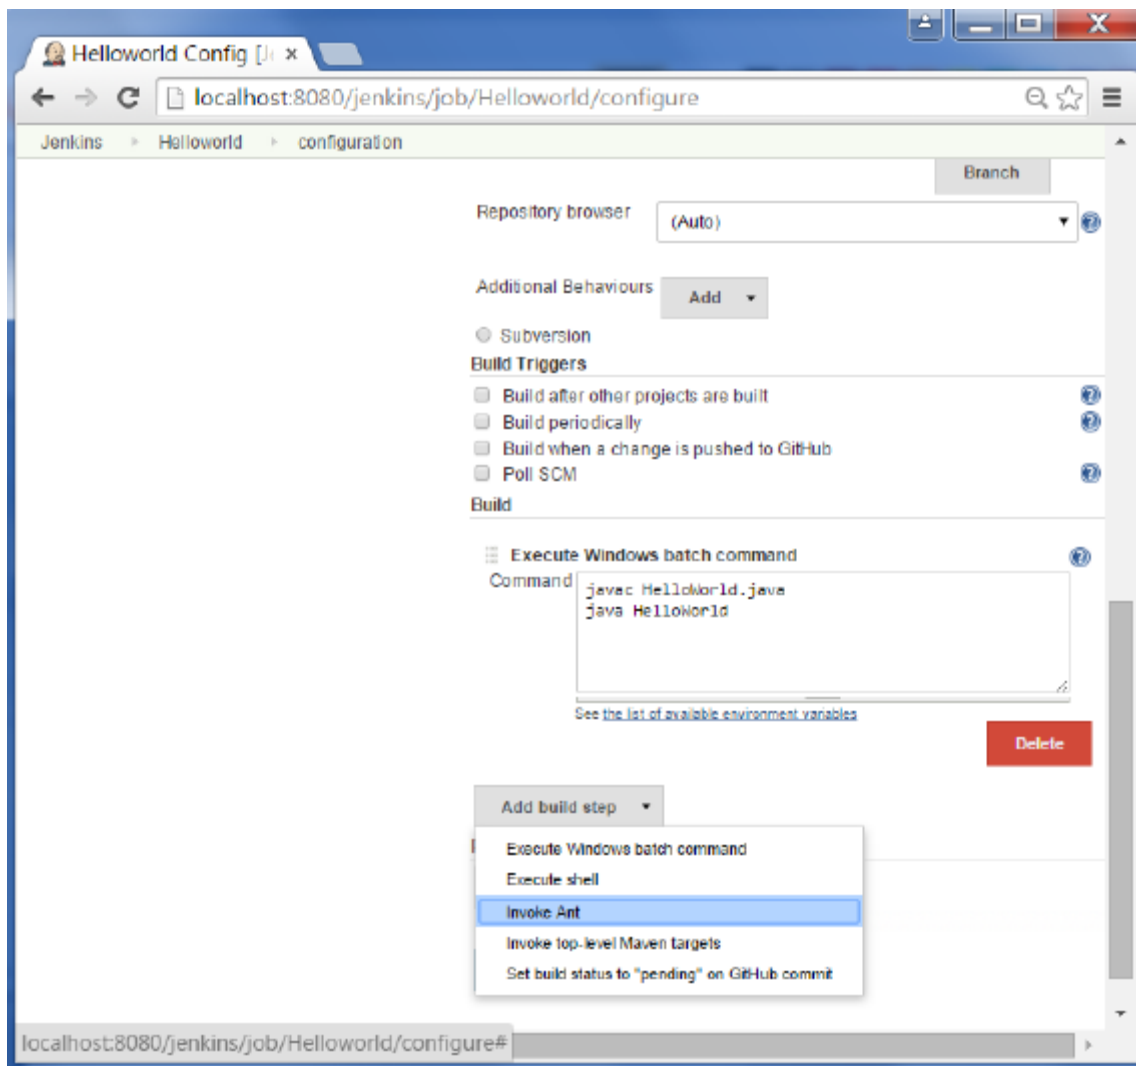 Helloworld Config [J
localhost:8080/jenkins/job/Helloworld/configure
Jenkins Helloworld configuration
Branch
Repository browser (Auto)
Additional Behaviours Add
Subversion
Build Triggers
Build after other projects are built
Build periodically
Build when a change is pushed to GitHub
Poll SCM
Build
Execute Windows batch command
Command
javac HelloWorld.java
java HelloWorld
See the list of available environment variables
Delete
Add build step
Execute Windows batch command
Execute shell
Invoke Ant
Invoke top-level Maven targets
Set build status to "pending" on GitHub commit
localhost:8080/jenkins/job/Helloworld/configure#